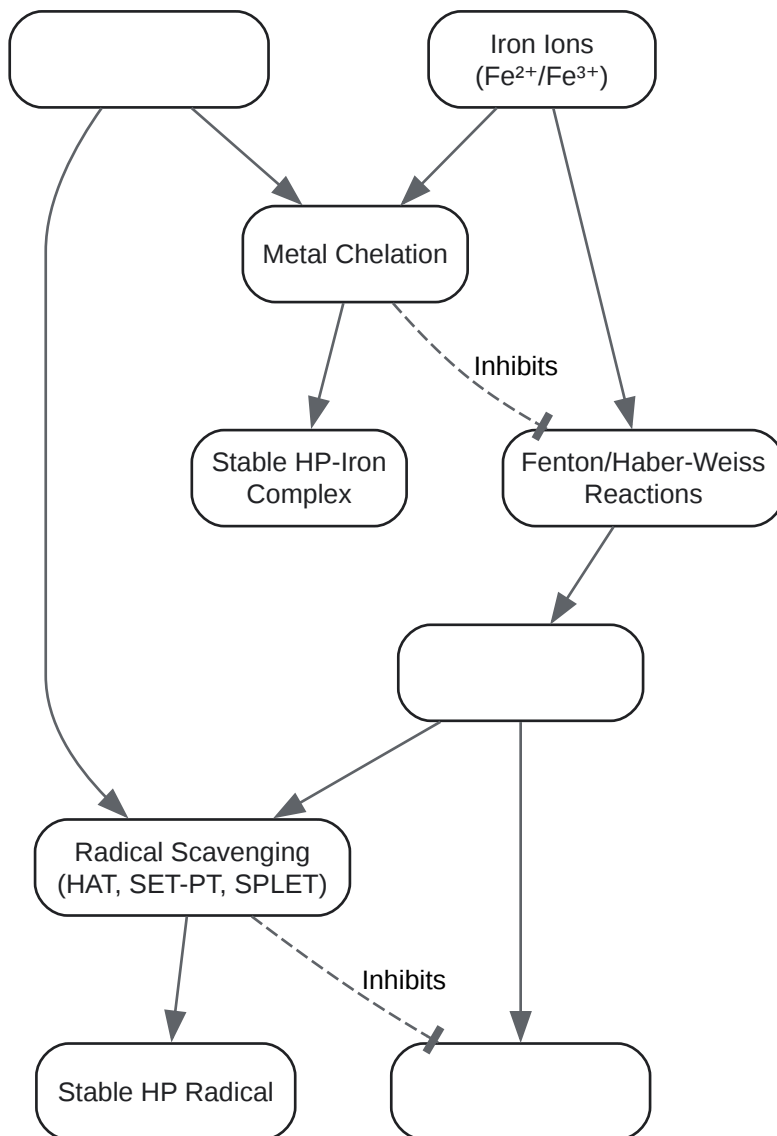 Iron Ions
(Fe²⁺/Fe³⁺)
Metal Chelation
Inhibits
Stable HP-Iron
Complex
Fenton/Haber-Weiss
Reactions
Radical Scavenging
(HAT, SET-PT, SPLET)
Inhibits
Stable HP Radical